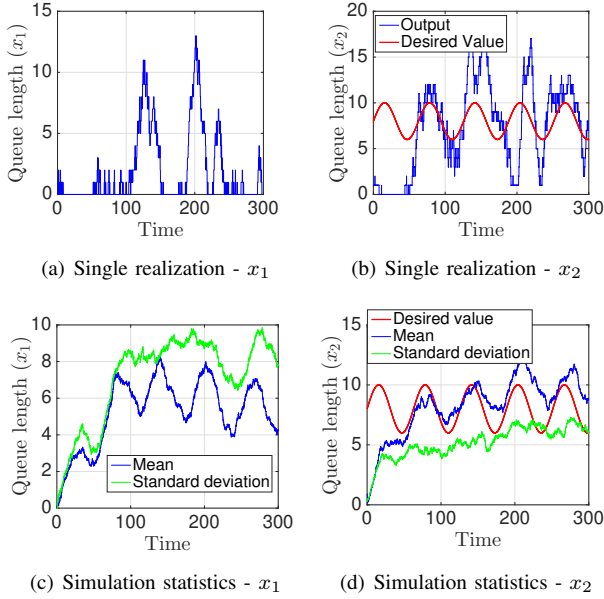 Queue length (x₁)
15
10
5
0
0 100 200 300
Time
(a) Single realization - x₁
Queue length (x₂)
20
15
10
5
0
Output
Desired Value
0 100 200 300
Time
(b) Single realization - x₂
Queue length (x₁)
10
8
6
4
2
0
Mean
Standard deviation
0 100 200 300
Time
(c) Simulation statistics - x₁
Queue length (x₂)
15
10
5
0
Desired value
Mean
Standard deviation
0 100 200 300
Time
(d) Simulation statistics - x₂